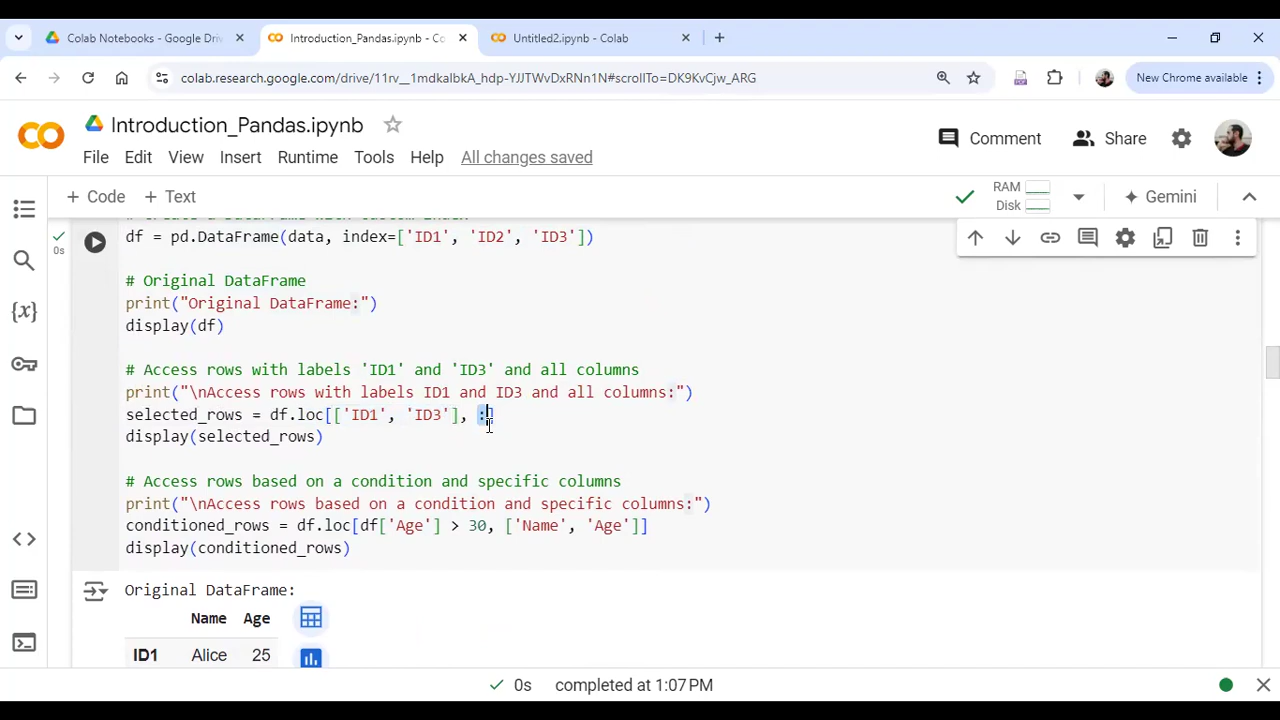 Colab Notebooks - Google Driv
Introduction_Pandas.ipynb - Co
Untitled2.ipynb - Colab
colab.research.google.com/drive/11rv__1mdkaIbkA_hdp-YJJTWvDxRNn1N#scrollTo=DK9KvCjw_ARG
New Chrome available
Introduction_Pandas.ipynb
Comment
Share
File Edit View Insert Runtime Tools Help All changes saved
+ Code + Text
RAM
Disk
Gemini
df = pd.DataFrame(data, index=['ID1', 'ID2', 'ID3'])
0s
# Original DataFrame
print("Original DataFrame:")
display(df)
# Access rows with labels 'ID1' and 'ID3' and all columns
print("\nAccess rows with labels ID1 and ID3 and all columns:")
selected_rows = df.loc[['ID1', 'ID3'], :]
display(selected_rows)
# Access rows based on a condition and specific columns
print("\nAccess rows based on a condition and specific columns:")
conditioned_rows = df.loc[df['Age'] > 30, ['Name', 'Age']]
display(conditioned_rows)
Original DataFrame:
Name Age
ID1 Alice 25
0s completed at 1:07PM